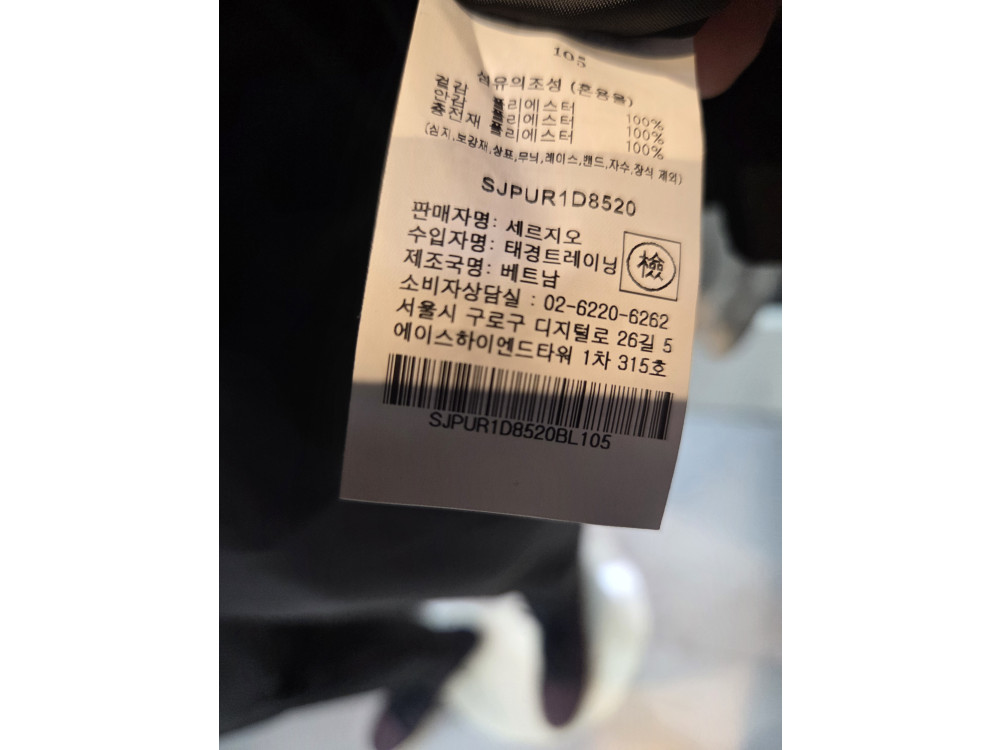 105
섬유의조성 (혼용율)
겉감 폴리에스터 100%
안감 폴리에스터 100%
충전재 폴리에스터 100%
(심지,보강재,상표,무늬,레이스,밴드,자수,장식 제외)
SJPUR1D8520
판매자명: 세르지오
수입자명: 태경트레이닝
檢
제조국명: 베트남
소비자상담실 : 02-6220-6262
서울시 구로구 디지털로 26길 5
에이스하이엔드타워 1차 315호
SJPUR1D8520BL105